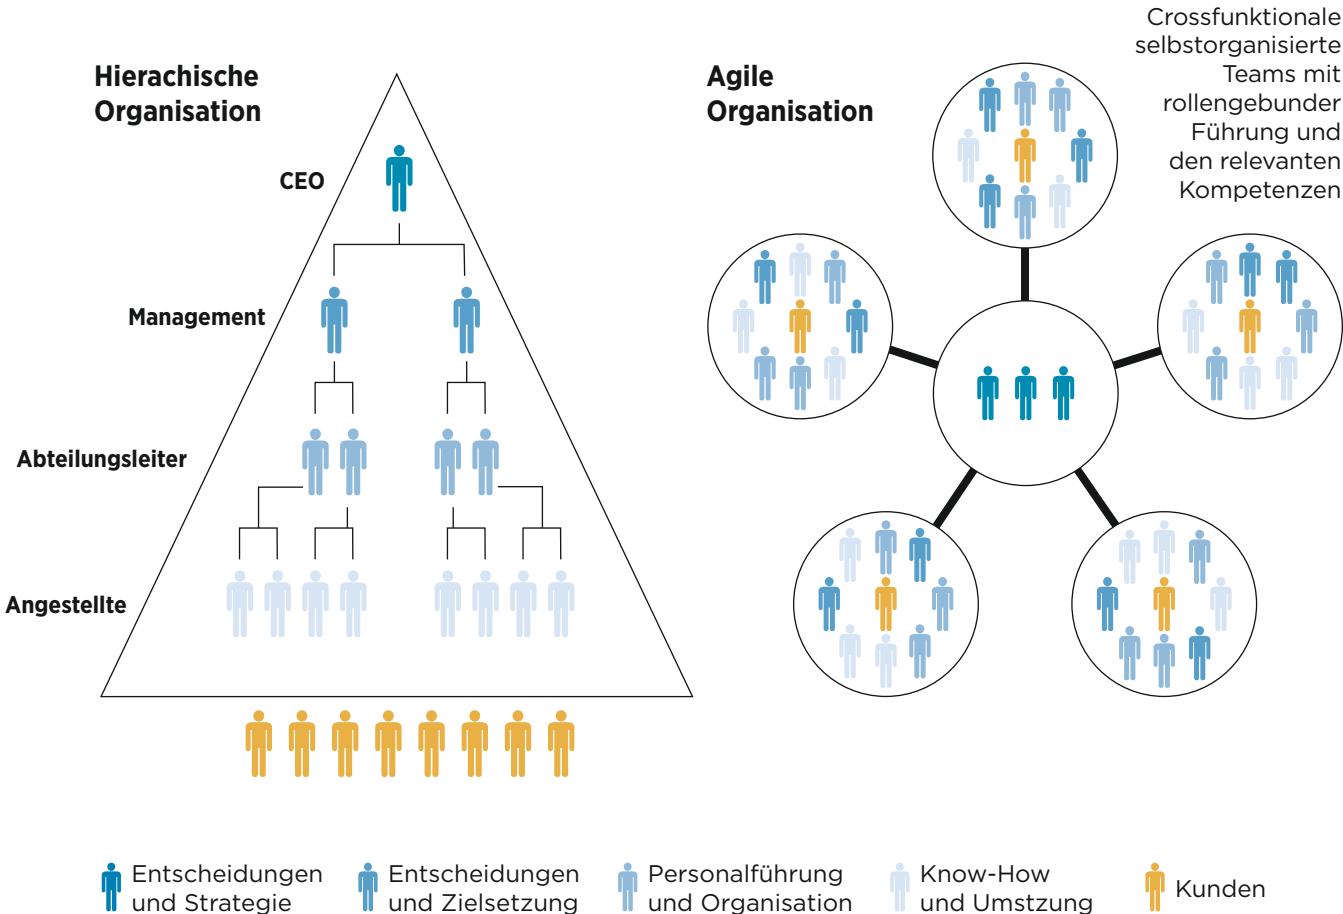 Hierachische
Organisation
CEO
Management
Abteilungsleiter
Angestellte
Agile
Organisation
Crossfunktionale
selbstorganisierte
Teams mit
rollengebunder
Führung und
den relevanten
Kompetenzen
Entscheidungen
und Strategie
Entscheidungen
und Zielsetzung
Personalführung
und Organisation
Know-How
und Umstzung
Kunden